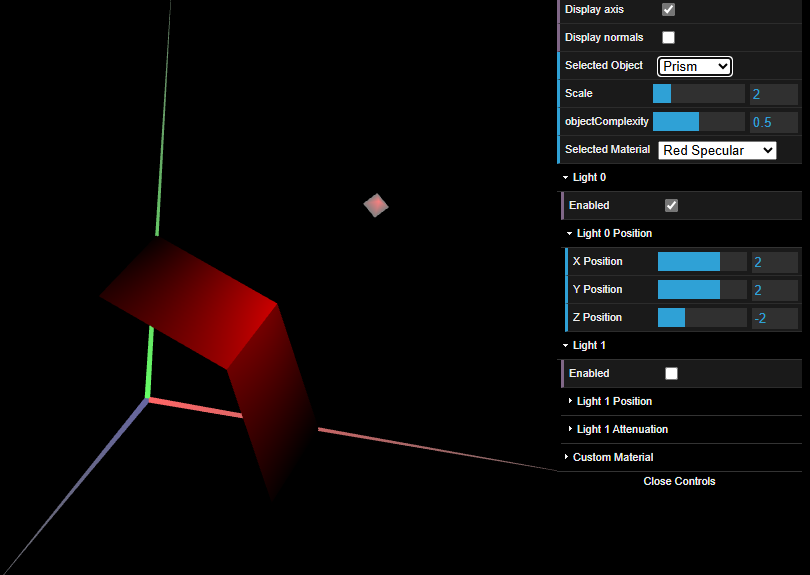 Display axis
Display normals
Selected Object Prism
Scale 2
objectComplexity 0.5
Selected Material Red Specular
Light 0
Enabled
Light 0 Position
X Position 2
Y Position 2
Z Position -2
Light 1
Enabled
Light 1 Position
Light 1 Attenuation
Custom Material
Close Controls